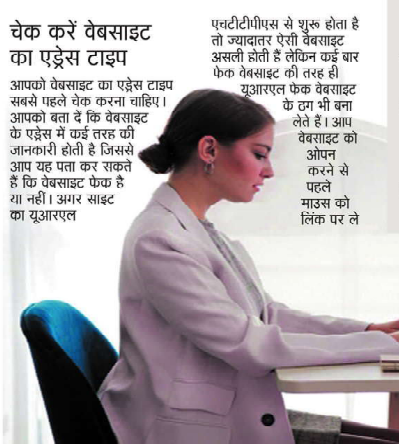 चेक करें वेबसाइट
का एड्रेस टाइप
आपको वेबसाइट का एड्रेस टाइप
सबसे पहले चेक करना चाहिए।
आपको बता दें कि वेबसाइट
के एड्रेस में कई तरह की
जानकारी होती है जिससे
आप यह पता कर सकते
हैं कि वेबसाइट फेक है
या नहीं। अगर साइट
का यूआरएल
एचटीटीपीएस से शुरू होता है
तो ज्यादातर ऐसी वेबसाइट
असली होती हैं लेकिन कई बार
फेक वेबसाइट की तरह ही
यूआरएल फेक वेबसाइट
के ठग भी बना
लेते हैं। आप
वेबसाइट को
ओपन
करने से
पहले
माउस को
लिंक पर ले